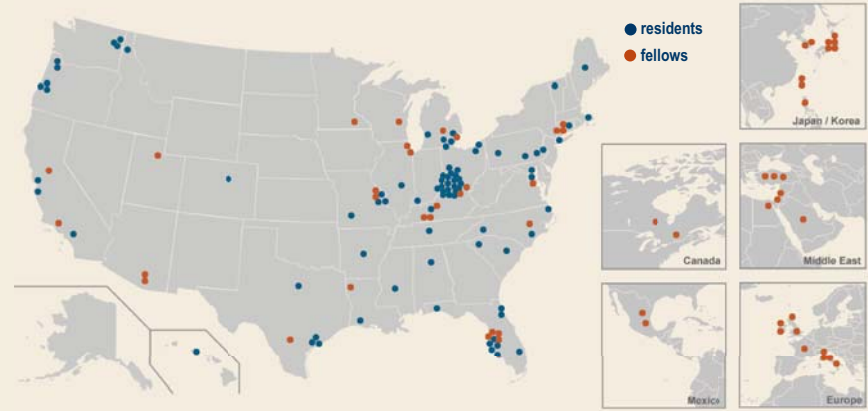 residents
fellows
Japan / Korea
Canada
Middle East
Mexico
Europe